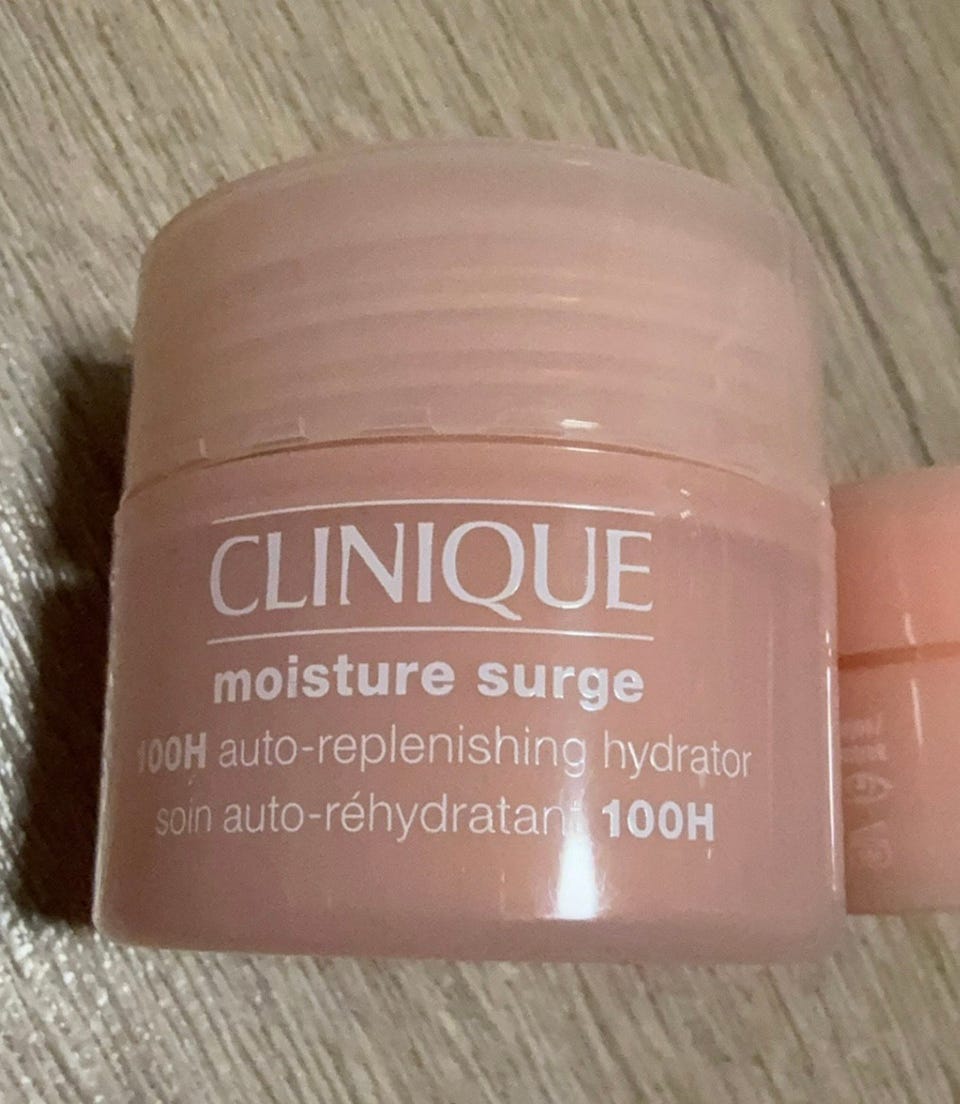 CLINIQUE
moisture surge
100H auto-replenishing hydrator
soin auto-réhydratant 100H